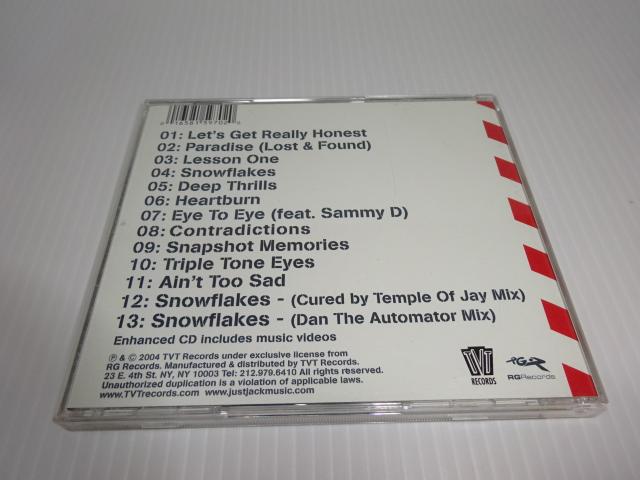 0 16581 59702 6
01: Let's Get Really Honest
02: Paradise (Lost & Found)
03: Lesson One
04: Snowflakes
05: Deep Thrills
06: Heartburn
07: Eye To Eye (feat. Sammy D)
08: Contradictions
09: Snapshot Memories
10: Triple Tone Eyes
11: Ain't Too Sad
12: Snowflakes - (Cured by Temple Of Jay Mix)
13: Snowflakes - (Dan The Automator Mix)
Enhanced CD includes music videos
℗ & © 2004 TVT Records under exclusive license from
RG Records. Manufactured & distributed by TVT Records.
23 E. 4th St. NY, NY 10003 Tel: 212.979.6410 All rights reserved.
Unauthorized duplication is a violation of applicable laws.
www.TVTrecords.com www.justjackmusic.com
TVT
RECORDS
RGRecords